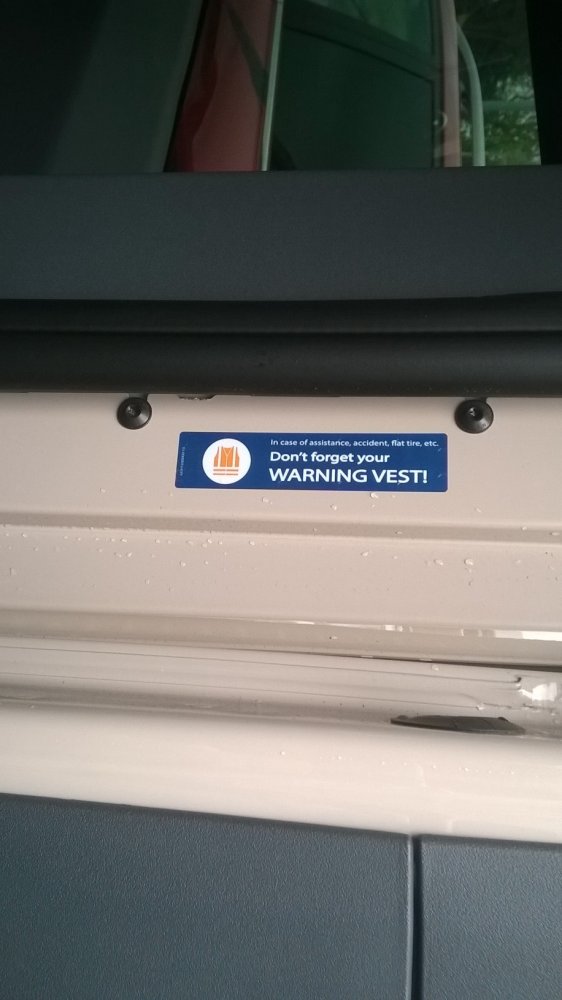 In case of assistance, accident, flat tire, etc.
Don't forget your
WARNING VEST!